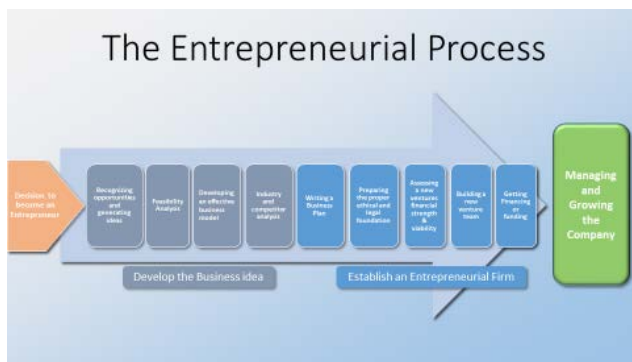 The Entrepreneurial Process
Decision to
become an
Entrepreneur
Recognizing
opportunities
and
generating
ideas
Feasibility
Analysis
Developing
an effective
business
model
Industry
and
competitor
analysis
Writing a
Business
Plan
Preparing
the proper
ethical and
legal
foundation
Assessing
a new
ventures
financial
strength
&
viability
Building a
new
venture
team
Getting
Financing
or
funding
Managing
and
Growing
the
Company
Develop the Business idea
Establish an Entrepreneurial Firm